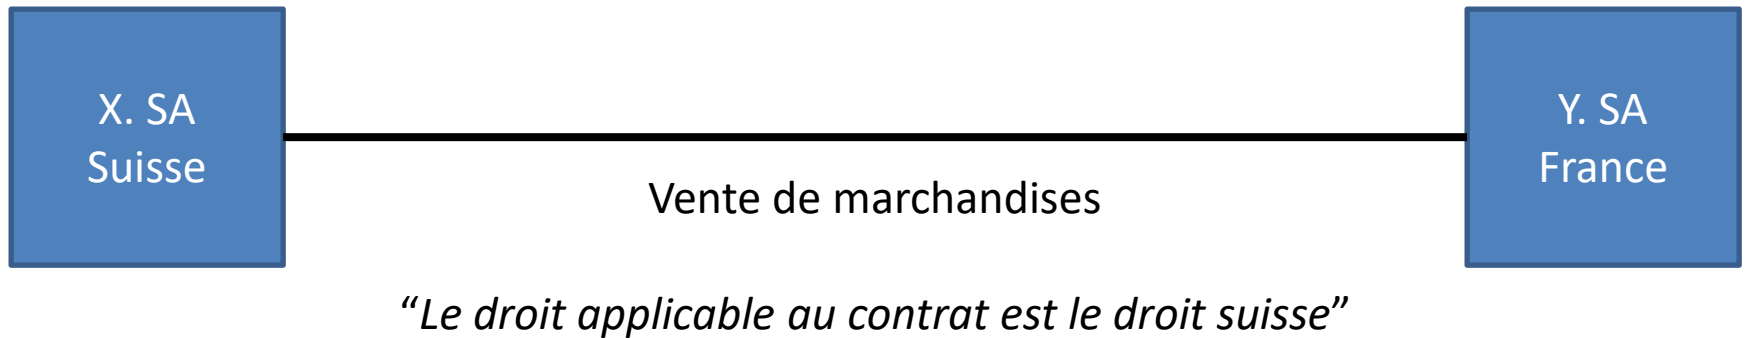 X. SA
Suisse
Y. SA
France
Vente de marchandises
“Le droit applicable au contrat est le droit suisse”